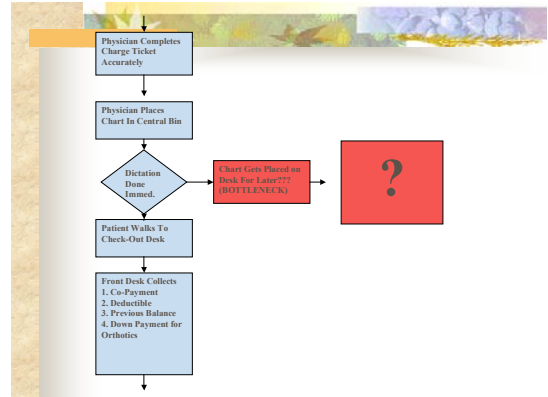 Physician Completes
Charge Ticket
Accurately
Physician Places
Chart In Central Bin
Dictation
Done
Immed.
Chart Gets Placed on
Desk For Later???
(BOTTLENECK)
?
Patient Walks To
Check-Out Desk
Front Desk Collects
1. Co-Payment
2. Deductible
3. Previous Balance
4. Down Payment for
Orthotics